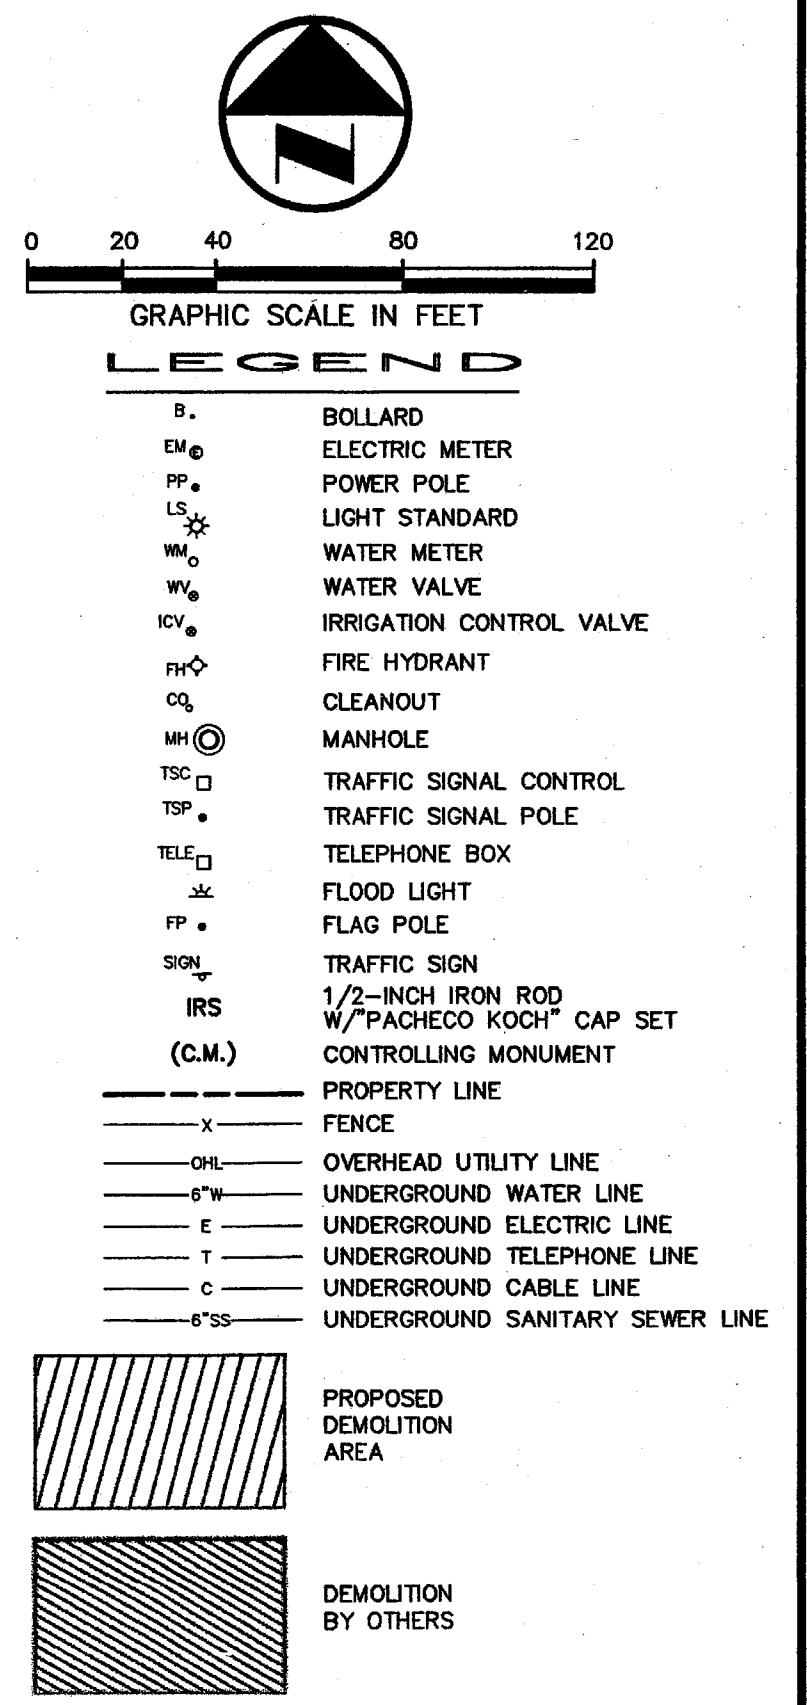 N
0 20 40 80 120
GRAPHIC SCALE IN FEET
LEGEND
B BOLLARD
EM E ELECTRIC METER
PP POWER POLE
LS LIGHT STANDARD
WM WATER METER
WV WATER VALVE
ICV IRRIGATION CONTROL VALVE
FH FIRE HYDRANT
CO CLEANOUT
MH MANHOLE
TSC TRAFFIC SIGNAL CONTROL
TSP TRAFFIC SIGNAL POLE
TELE TELEPHONE BOX
FLOOD LIGHT
FP FLAG POLE
SIGN TRAFFIC SIGN
IRS 1/2-INCH IRON ROD
W/"PACHECO KOCH" CAP SET
(C.M.) CONTROLLING MONUMENT
PROPERTY LINE
X FENCE
OHL OVERHEAD UTILITY LINE
6"W UNDERGROUND WATER LINE
E UNDERGROUND ELECTRIC LINE
T UNDERGROUND TELEPHONE LINE
C UNDERGROUND CABLE LINE
6"SS UNDERGROUND SANITARY SEWER LINE
PROPOSED
DEMOLITION
AREA
DEMOLITION
BY OTHERS